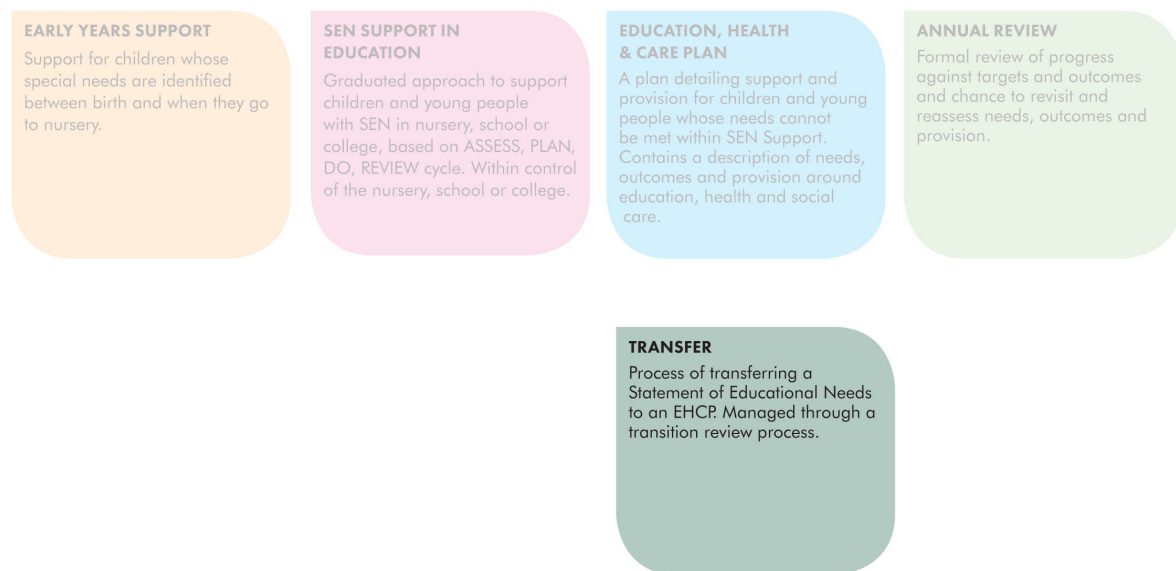 EARLY YEARS SUPPORT
Support for children whose
special needs are identified
between birth and when they go
to nursery.
SEN SUPPORT IN
EDUCATION
Graduated approach to support
children and young people
with SEN in nursery, school or
college, based on ASSESS, PLAN,
DO, REVIEW cycle. Within control
of the nursery, school or college.
EDUCATION, HEALTH
& CARE PLAN
A plan detailing support and
provision for children and young
people whose needs cannot
be met within SEN Support.
Contains a description of needs,
outcomes and provision around
education, health and social
care.
ANNUAL REVIEW
Formal review of progress
against targets and outcomes
and chance to revisit and
reassess needs, outcomes and
provision.
TRANSFER
Process of transferring a
Statement of Educational Needs
to an EHCP. Managed through a
transition review process.